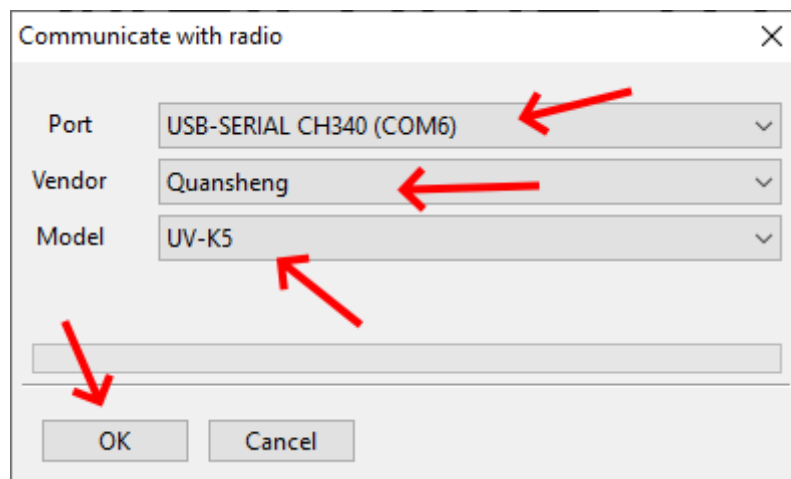 Communicate with radio
Port USB-SERIAL CH340 (COM6)
Vendor Quansheng
Model UV-K5
OK Cancel